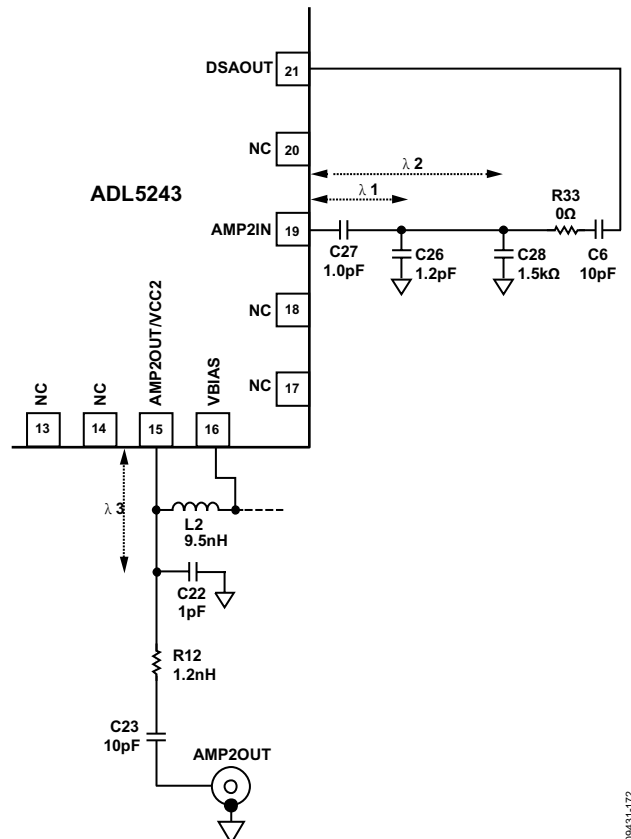 DSAOUT
21
NC
20
λ 2
λ 1
ADL5243
R33
0Ω
AMP2IN
19
C27
1.0pF
C26
1.2pF
C28
1.5kΩ
C6
10pF
NC
18
NC
17
NC
NC
AMP2OUT/VCC2
VBIAS
13
14
15
16
λ 3
L2
9.5nH
C22
1pF
R12
1.2nH
C23
10pF
AMP2OUT
09431-172